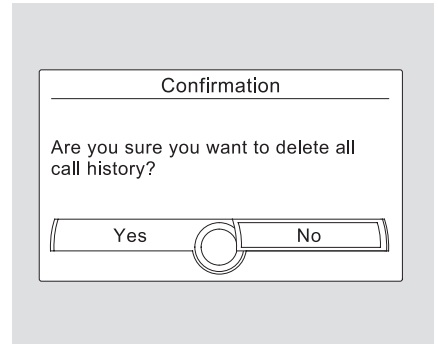 Confirmation
Are you sure you want to delete all
call history?
Yes
No